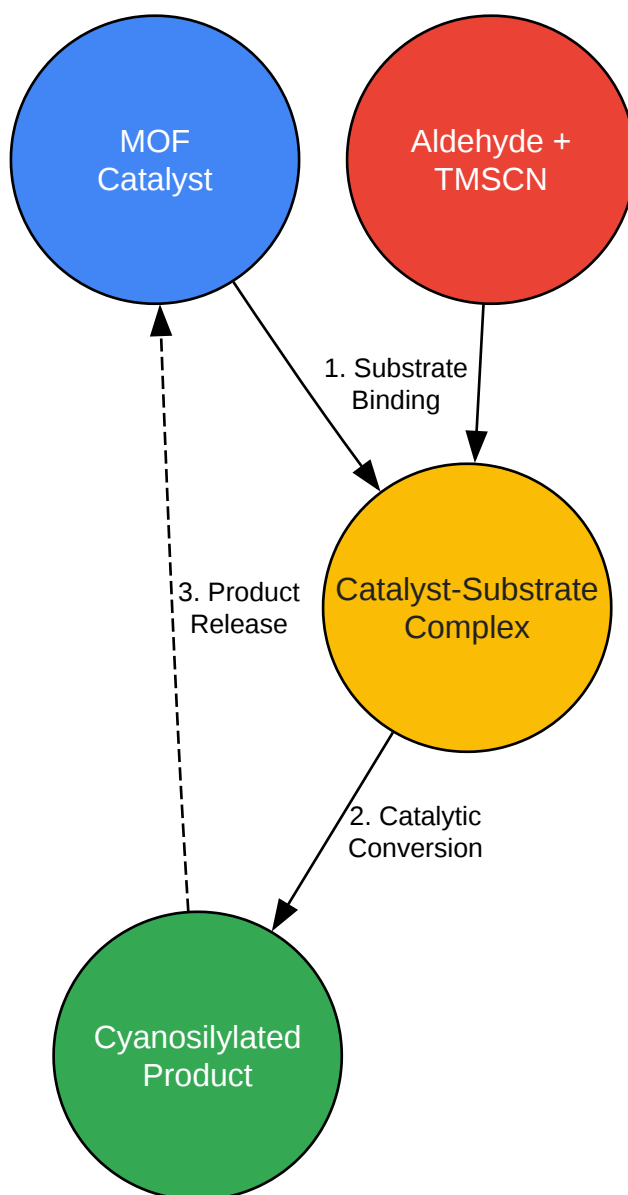 MOF
Catalyst
Aldehyde +
TMSCN
1. Substrate
Binding
Catalyst-Substrate
Complex
3. Product
Release
2. Catalytic
Conversion
Cyanosilylated
Product